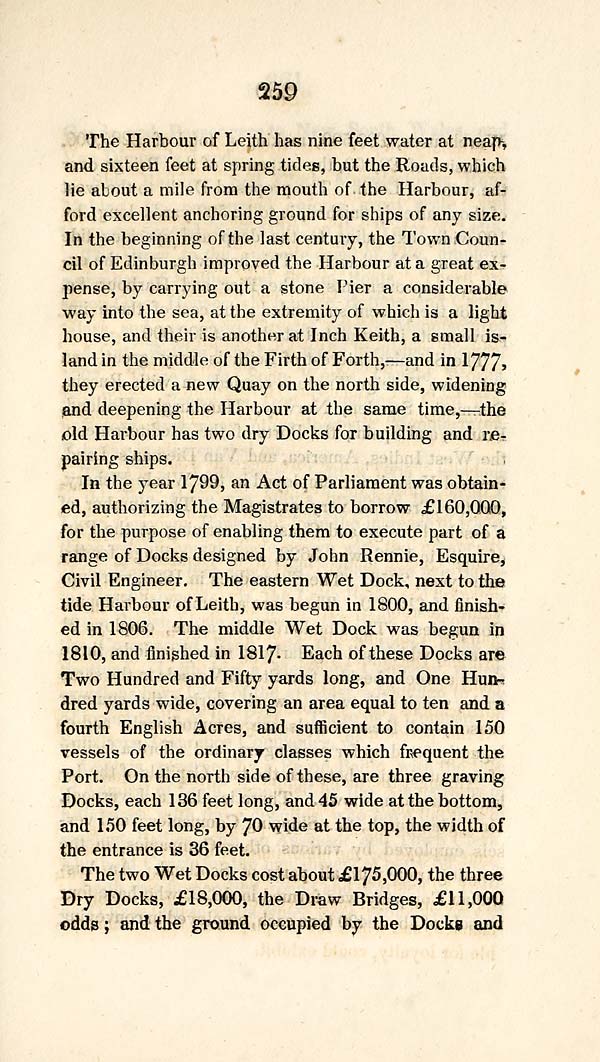 259
The Harbour of Leith has nine feet water at neap,
and sixteen feet at spring tides, but the Roads, which
lie about a mile from the mouth of the Harbour, af-
ford excellent anchoring ground for ships of any size.
In the beginning of the last century, the Town Coun-
cil of Edinburgh improved the Harbour at a great ex-
pense, by carrying out a stone Pier a considerable
way into the sea, at the extremity of which is a light
house, and their is another at Inch Keith, a small is-
land in the middle of the Firth of Forth,—and in 1777,
they erected a new Quay on the north side, widening
and deepening the Harbour at the same time,—the
old Harbour has two dry Docks for building and re-
pairing ships.
In the year 1799, an Act of Parliament was obtain-
ed, authorizing the Magistrates to borrow £160,000,
for the purpose of enabling them to execute part of a
range of Docks designed by John Rennie, Esquire,
Civil Engineer. The eastern Wet Dock, next to the
tide Harbour of Leith, was begun in 1800, and finish-
ed in 1806. The middle Wet Dock was begun in
1810, and finished in 1817. Each of these Docks are
Two Hundred and Fifty yards long, and One Hun-
dred yards wide, covering an area equal to ten and a
fourth English Acres, and sufficient to contain 150
vessels of the ordinary classes which frequent the
Port. On the north side of these, are three graving
Docks, each 136 feet long, and 45 wide at the bottom,
and 150 feet long, by 70 wide at the top, the width of
the entrance is 36 feet.
The two Wet Docks cost about £175,000, the three
Dry Docks, £18,000, the Draw Bridges, £11,000
odds; and the ground occupied by the Docks and